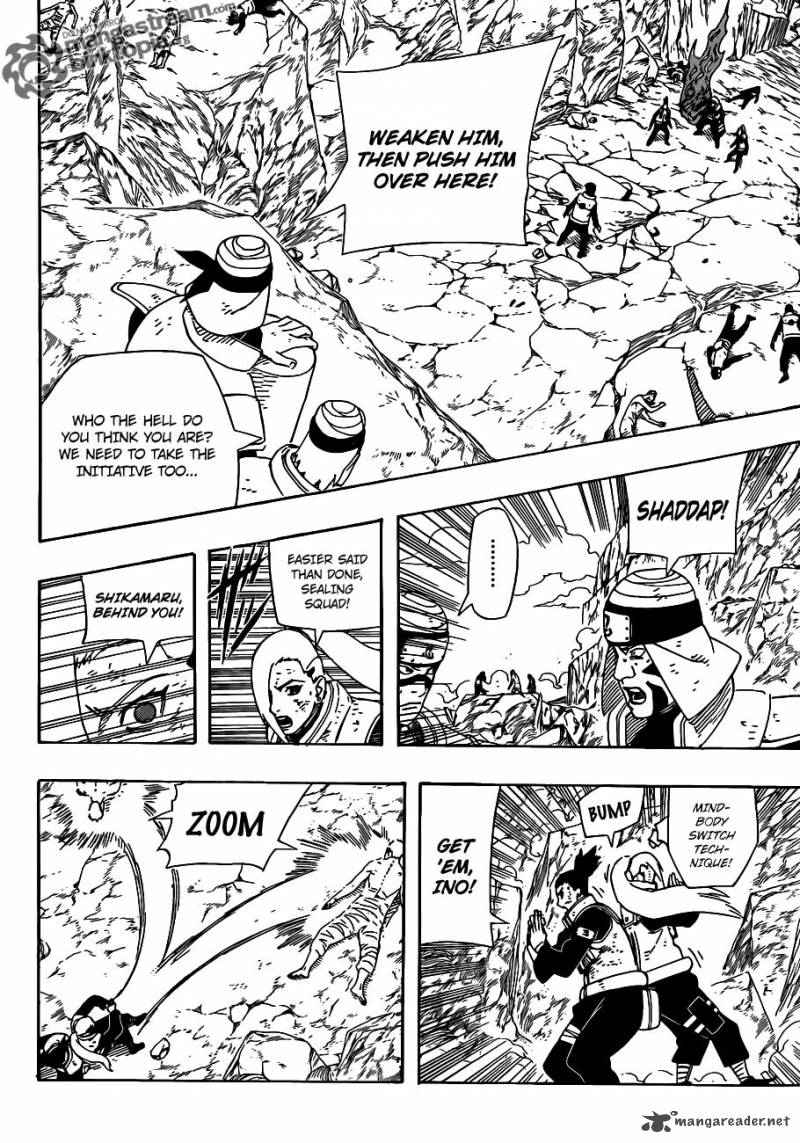 mangastream.com
WEAKEN HIM,
THEN PUSH HIM
OVER HERE!
WHO THE HELL DO
YOU THINK YOU ARE?
WE NEED TO TAKE THE
INITIATIVE TOO...
SHADDAP!
........
EASIER SAID
THAN DONE,
SEALING
SQUAD!
SHIKAMARU,
BEHIND YOU!
ZOOM
MIND-
BODY
SWITCH
TECH-
NIQUE!
BUMP
GET
'EM,
INO!
mangareader.net